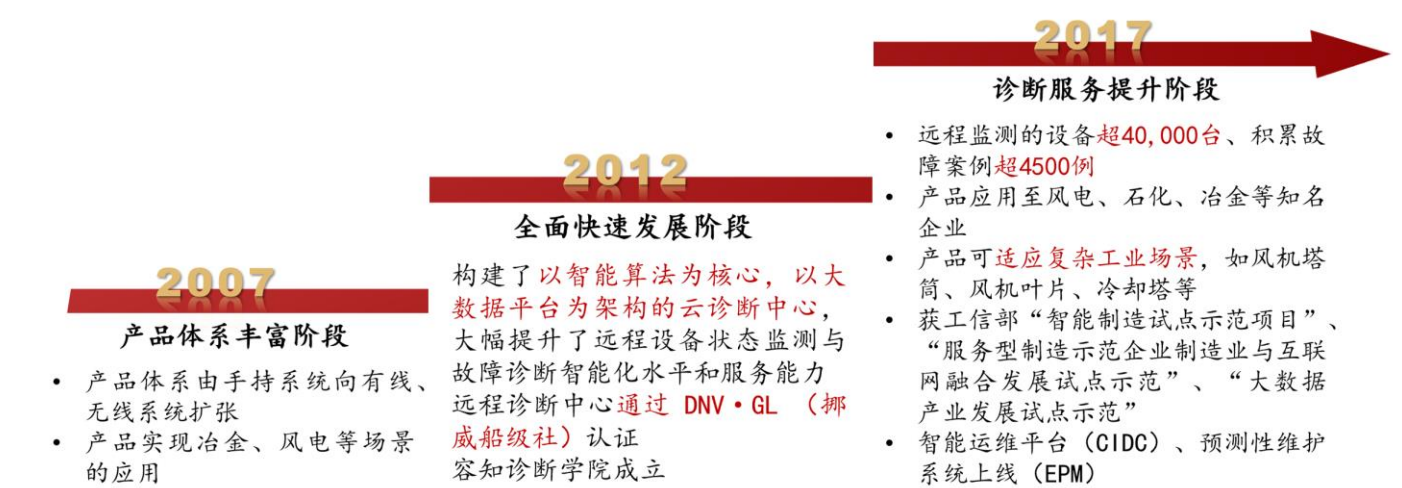 2007
产品体系丰富阶段
• 产品体系由手持系统向有线、
无线系统扩张
• 产品实现冶金、风电等场景
的应用
2012
全面快速发展阶段
构建了以智能算法为核心，以大
数据平台为架构的云诊断中心，
大幅提升了远程设备状态监测与
故障诊断智能化水平和服务能力
远程诊断中心通过 DNV·GL （挪
威船级社）认证
容知诊断学院成立
2017
诊断服务提升阶段
• 远程监测的设备超40,000台、积累故
障案例超4500例
• 产品应用至风电、石化、冶金等知名
企业
• 产品可适应复杂工业场景，如风机塔
筒、风机叶片、冷却塔等
• 获工信部“智能制造试点示范项目”、
“服务型制造示范企业制造业与互联
网融合发展试点示范”、“大数据
产业发展试点示范”
• 智能运维平台（CIDC）、预测性维护
系统上线（EPM）